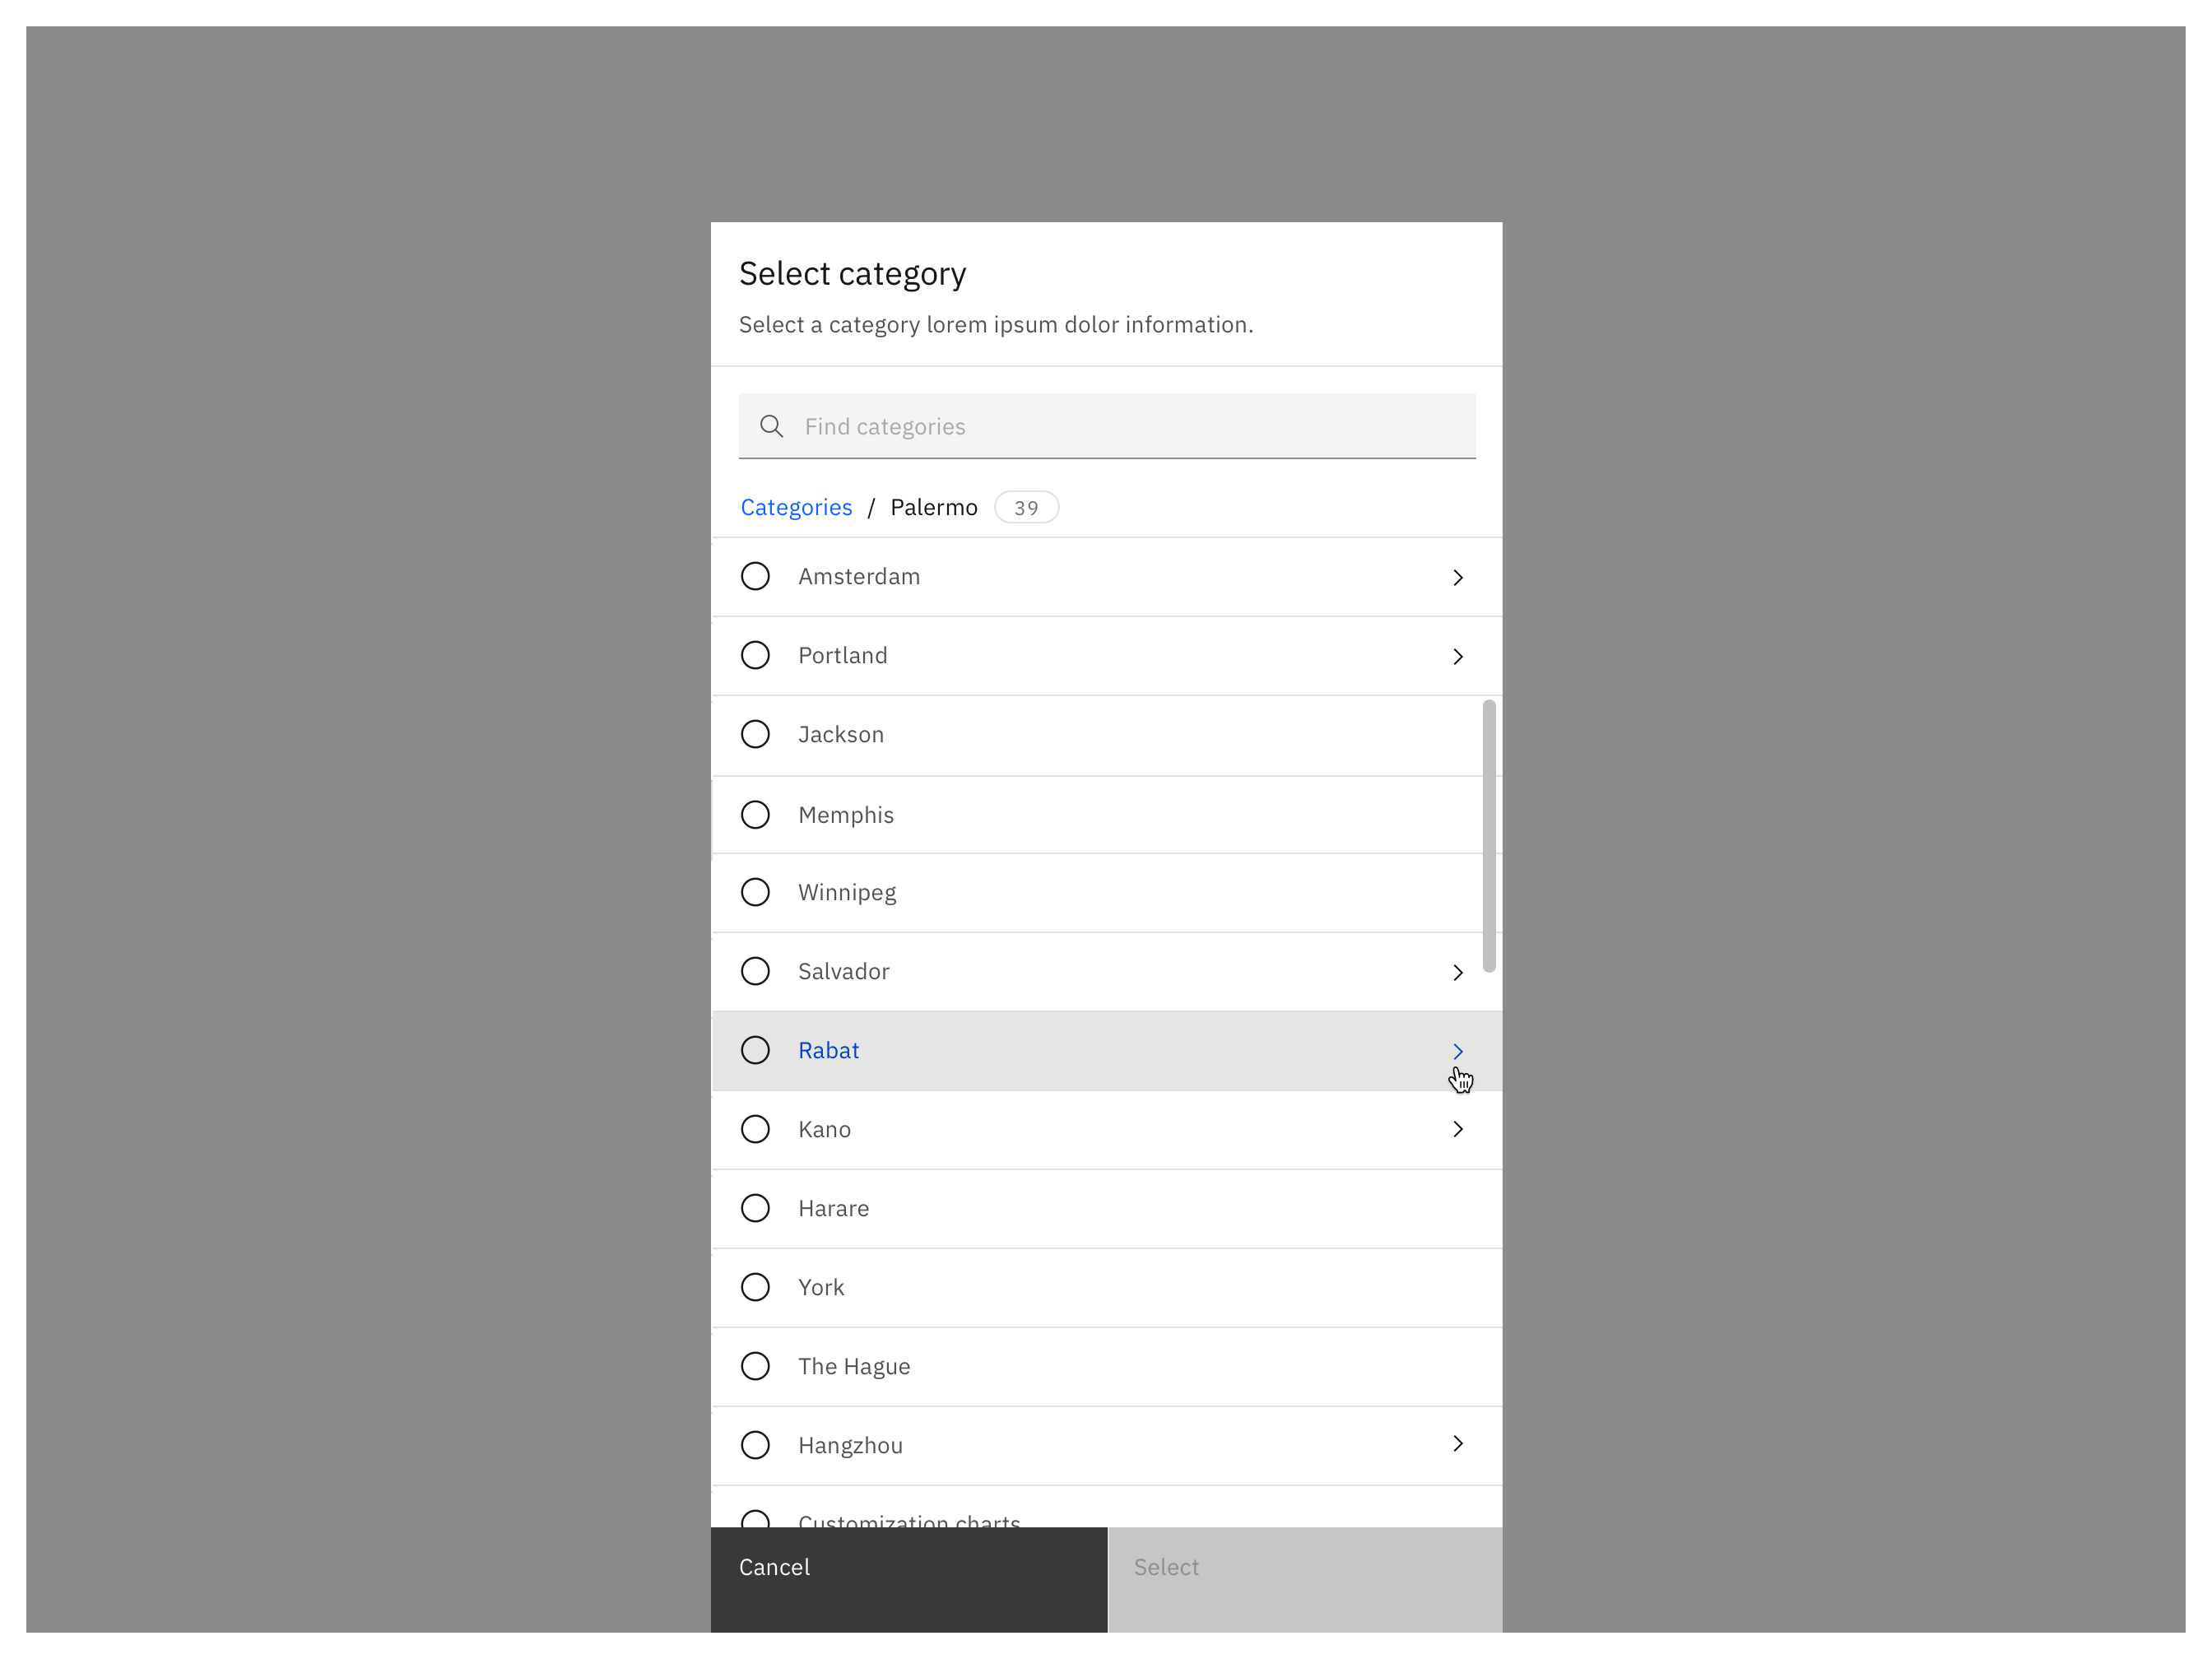 Select category
Select a category lorem ipsum dolor information.
Find categories
Categories / Palermo 39
Amsterdam
Portland
Jackson
Memphis
Winnipeg
Salvador
Rabat
Kano
Harare
York
The Hague
Hangzhou
Customization charts
Cancel Select